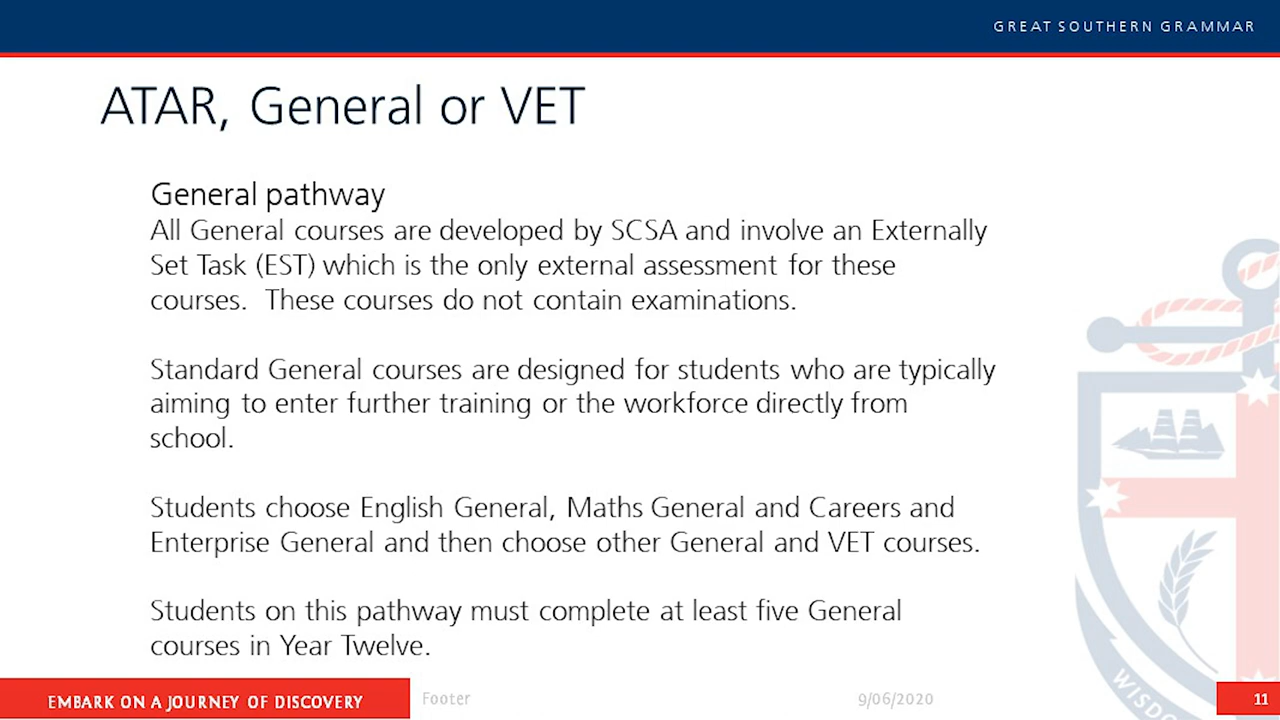 GREAT SOUTHERN GRAMMAR
ATAR, General or VET
General pathway
All General courses are developed by SCSA and involve an Externally
Set Task (EST) which is the only external assessment for these
courses.  These courses do not contain examinations.
Standard General courses are designed for students who are typically
aiming to enter further training or the workforce directly from
school.
Students choose English General, Maths General and Careers and
Enterprise General and then choose other General and VET courses.
Students on this pathway must complete at least five General
courses in Year Twelve.
EMBARK ON A JOURNEY OF DISCOVERY
Footer
9/06/2020
11